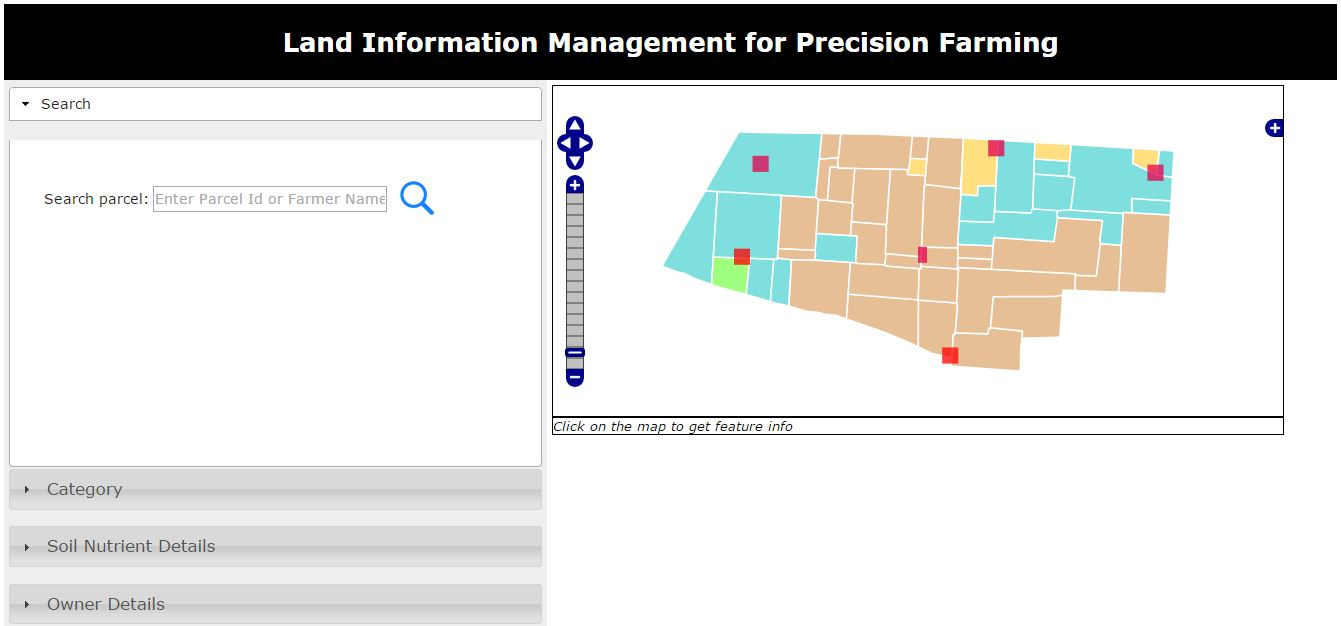 Land Information Management for Precision Farming
Search
Search parcel: Enter Parcel Id or Farmer Name
Click on the map to get feature info
Category
Soil Nutrient Details
Owner Details